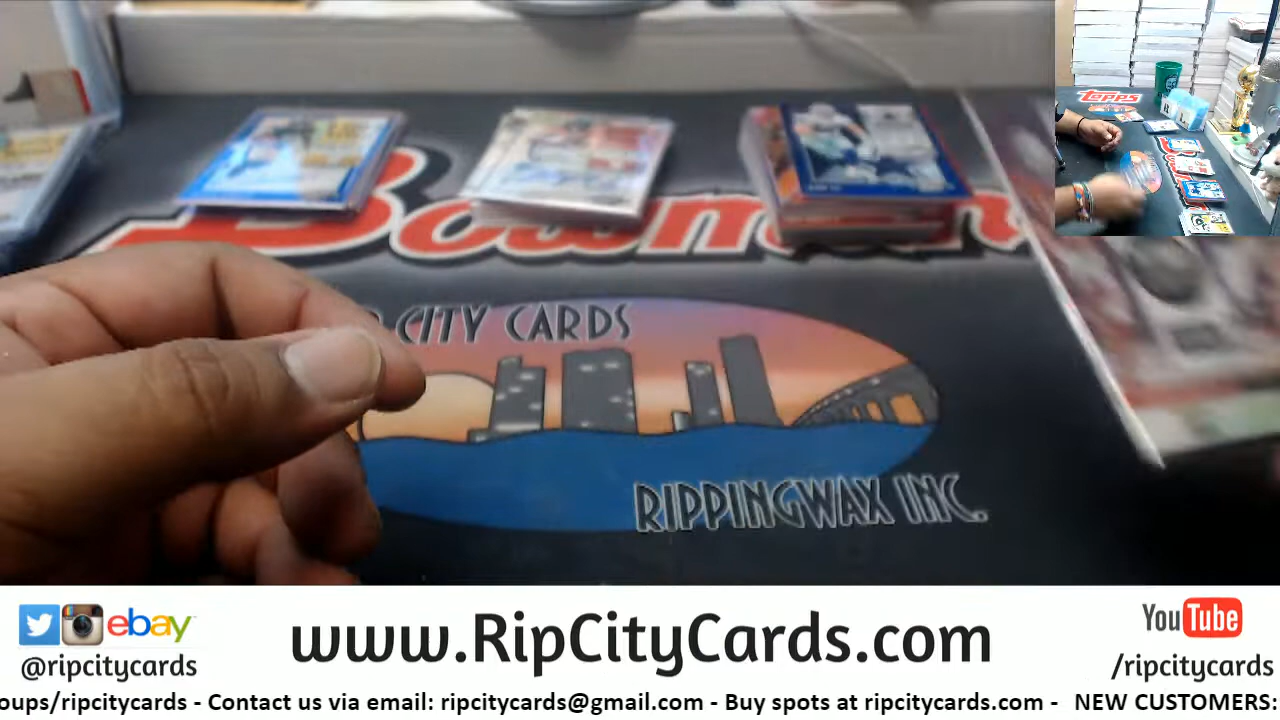 topps
Bowman
CITY CARDS
RIPPINGWAX INC.
ebay
@ripcitycards
www.RipCityCards.com
YouTube
/ripcitycards
oups/ripcitycards - Contact us via email: ripcitycards@gmail.com - Buy spots at ripcitycards.com - NEW CUSTOMERS: